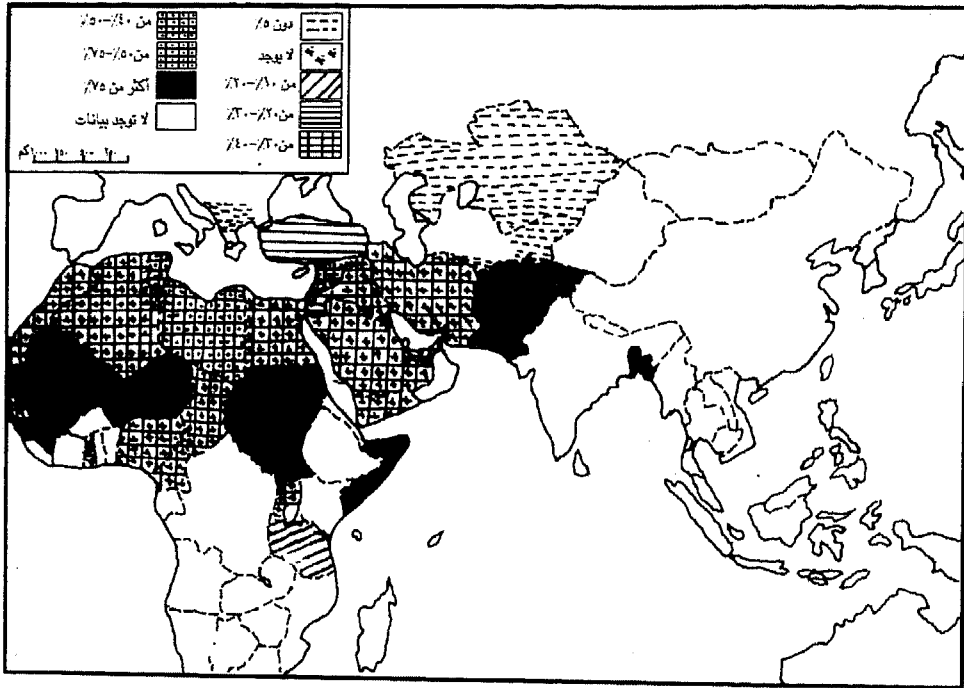 دون ٥٪
لا يوجد
من ١٠٪-٢٠٪
من ٢٠٪-٣٠٪
من ٣٠٪-٤٠٪
من ٤٠٪-٥٠٪
من ٥٠٪-٧٥٪
أكثر من ٧٥٪
لا توجد بيانات
كم